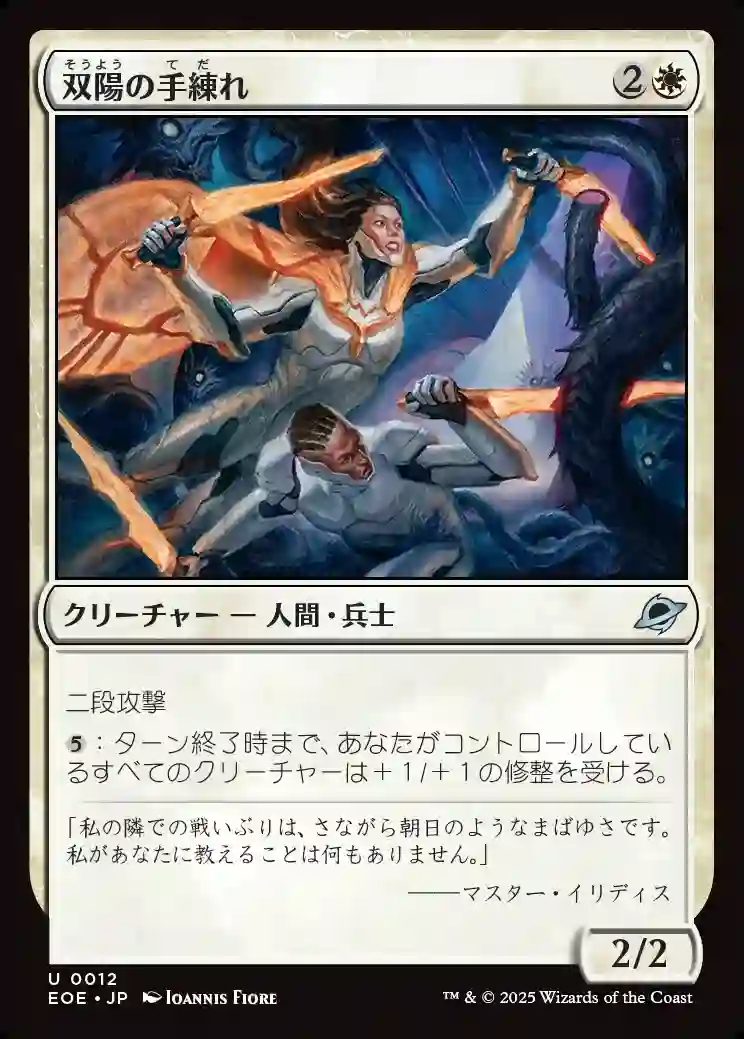 そうよう てだ
双陽の手練れ 2
クリーチャー — 人間・兵士
二段攻撃
5：ターン終了時まで、あなたがコントロールしてい
るすべてのクリーチャーは＋１/＋１の修整を受ける。
「私の隣での戦いぶりは、さながら朝日のようなまばゆさです。
私があなたに教えることは何もありません。」
――マスター・イリディス
2/2
U 0012
EOE • JP IOANNIS FIORE ™ & © 2025 Wizards of the Coast